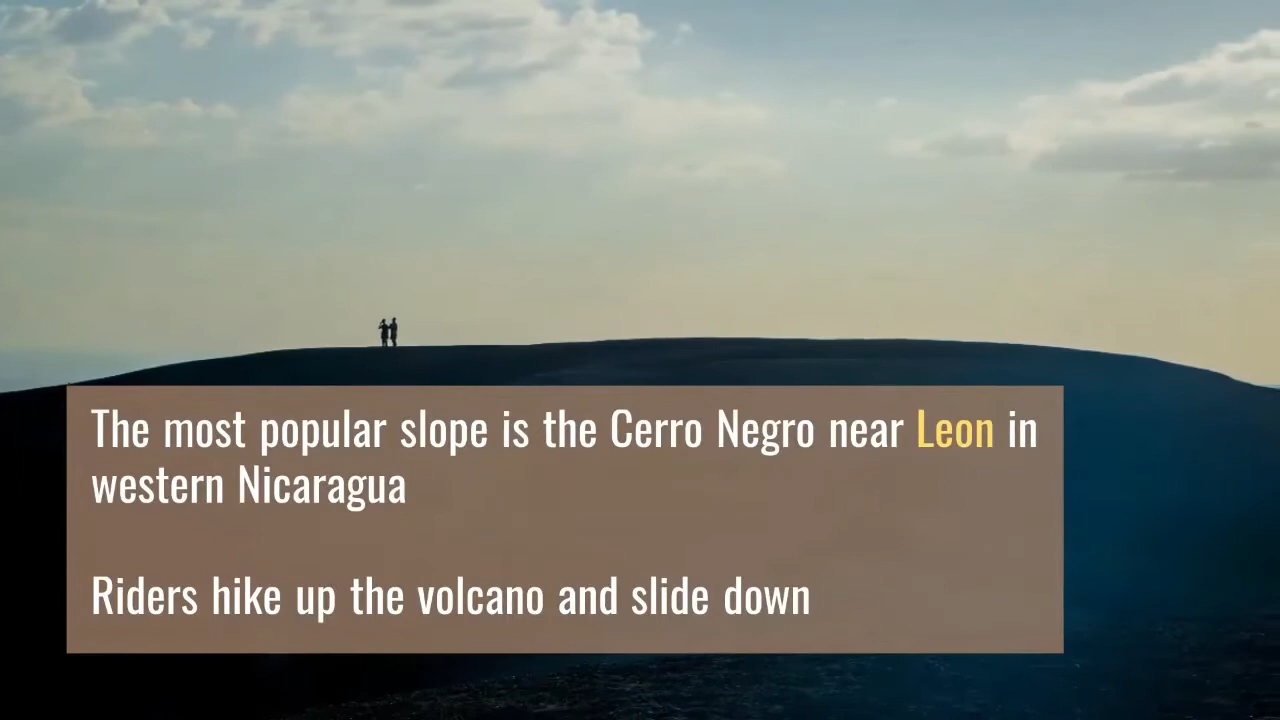 The most popular slope is the Cerro Negro near Leon in
western Nicaragua
Riders hike up the volcano and slide down